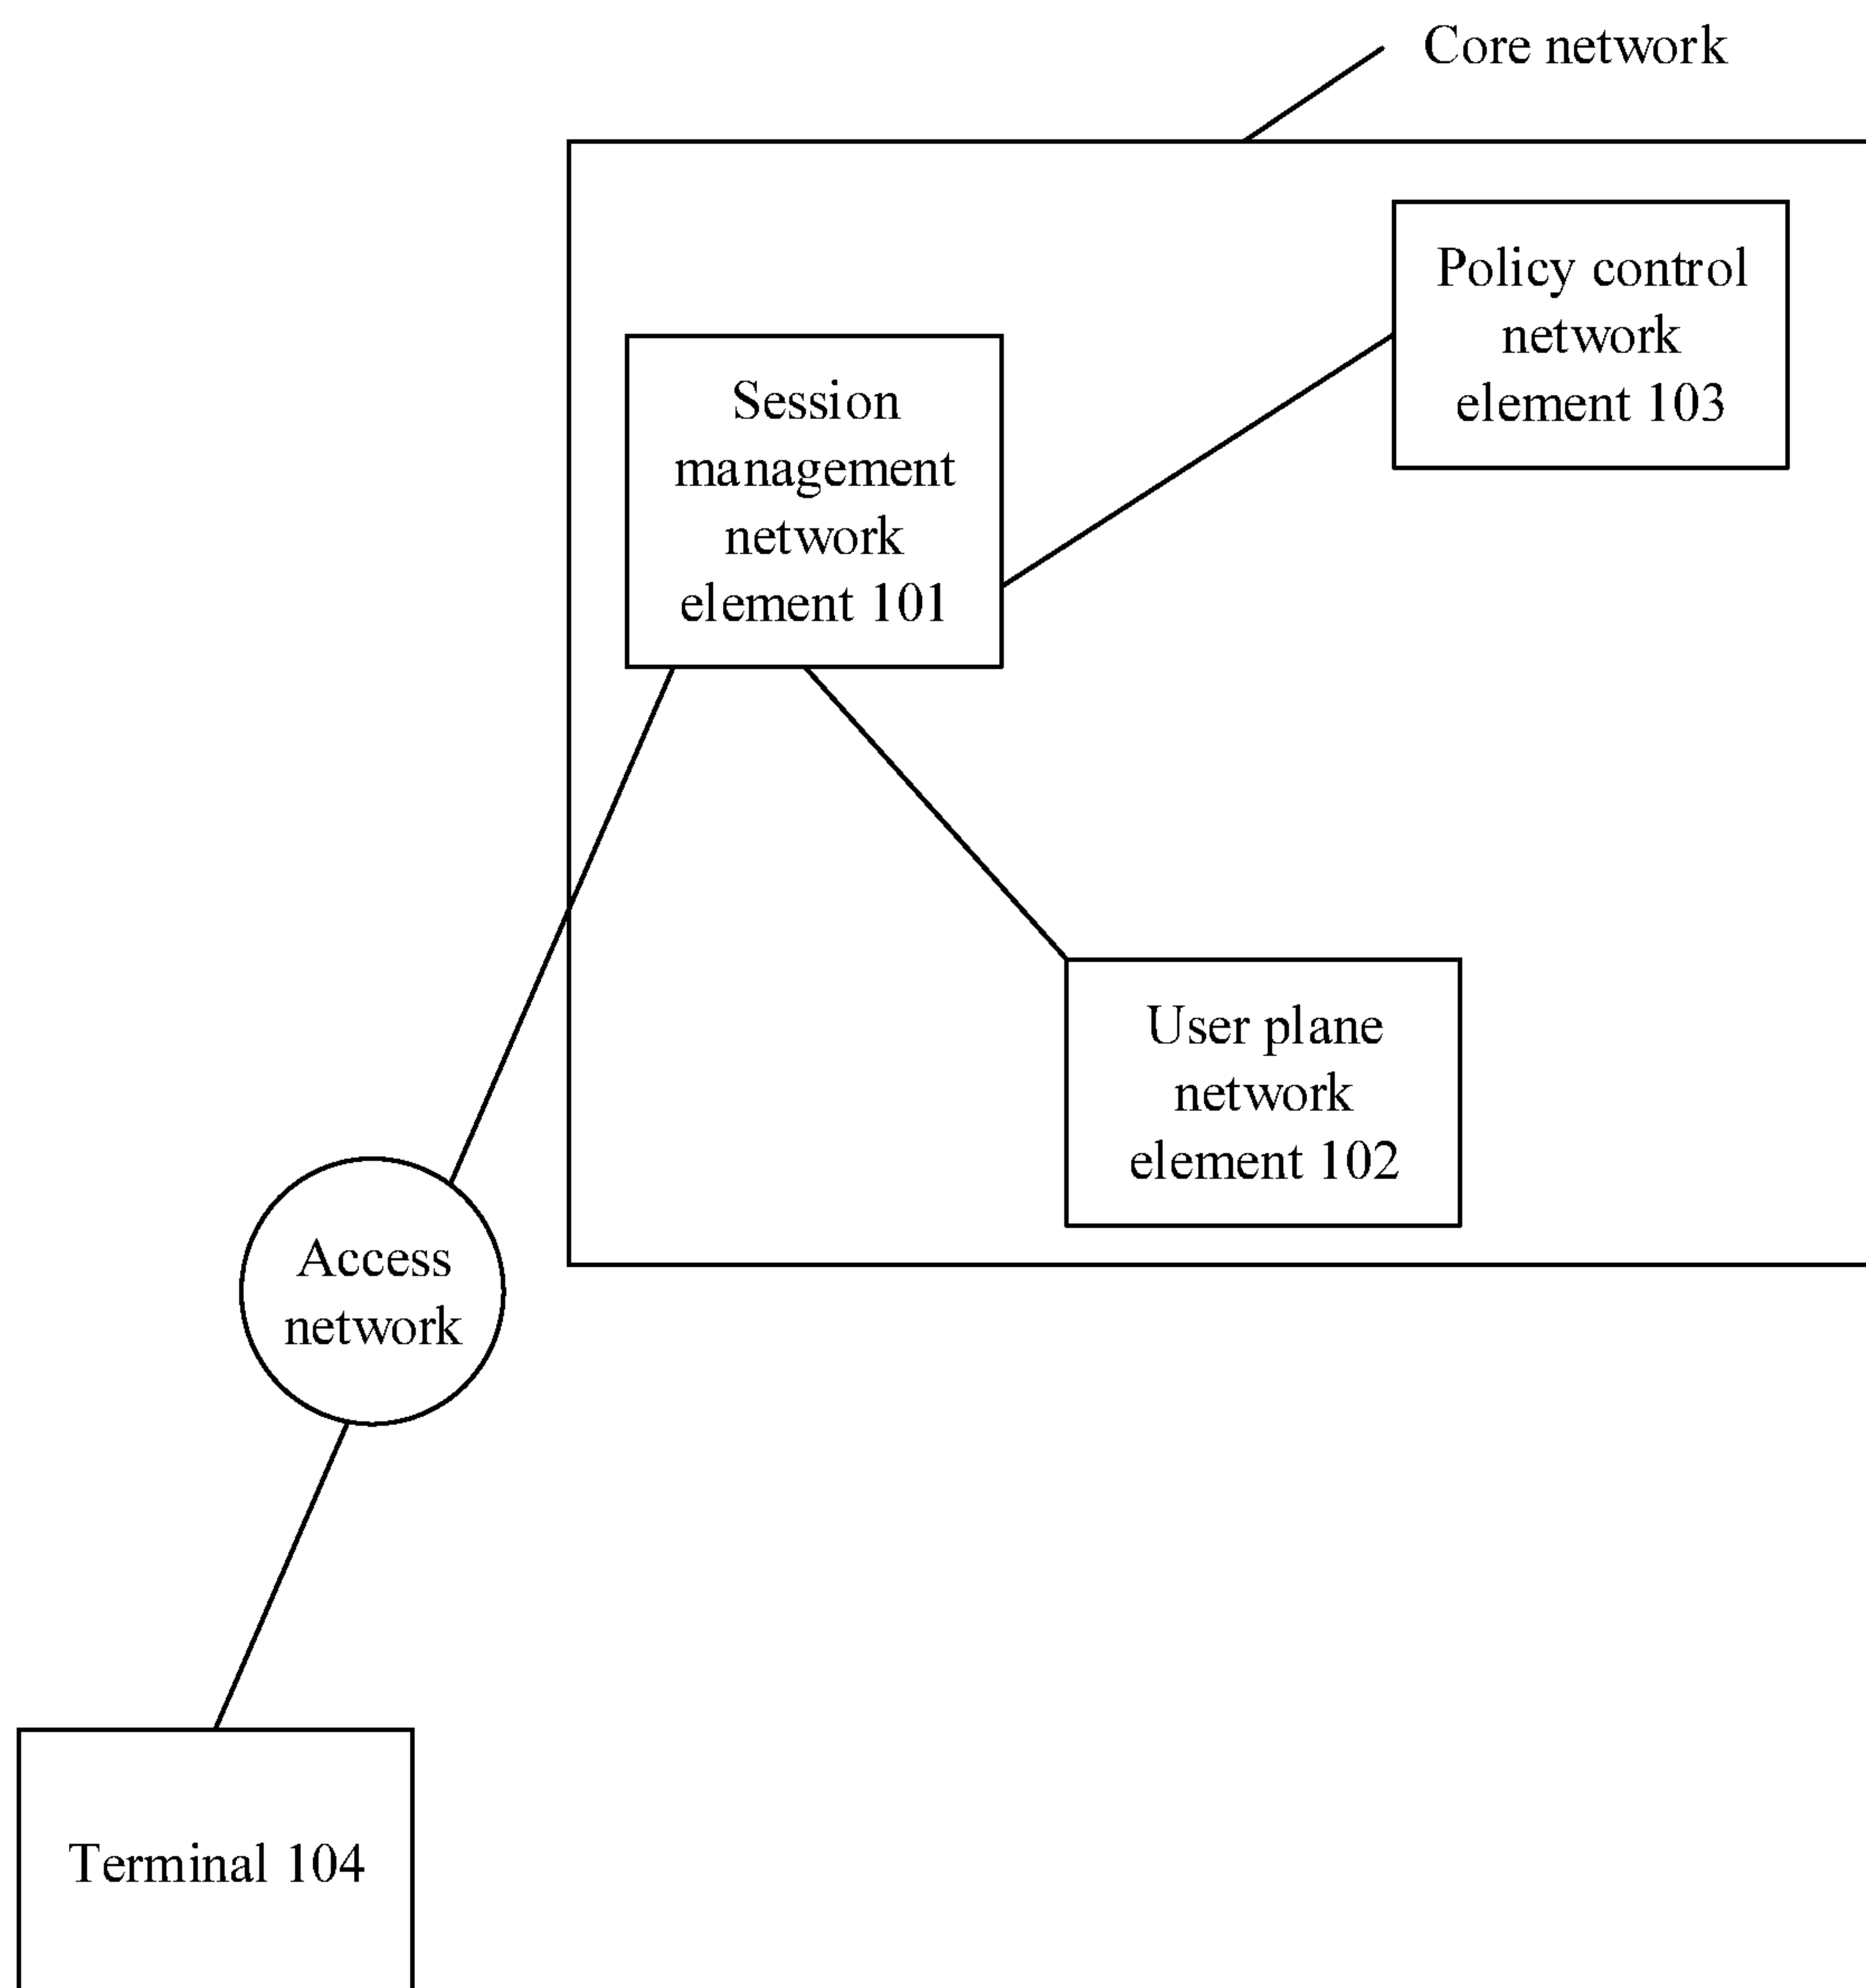 Core network
Policy control
network
element 103
Session
management
network
element 101
User plane
network
element 102
Access
network
Terminal 104